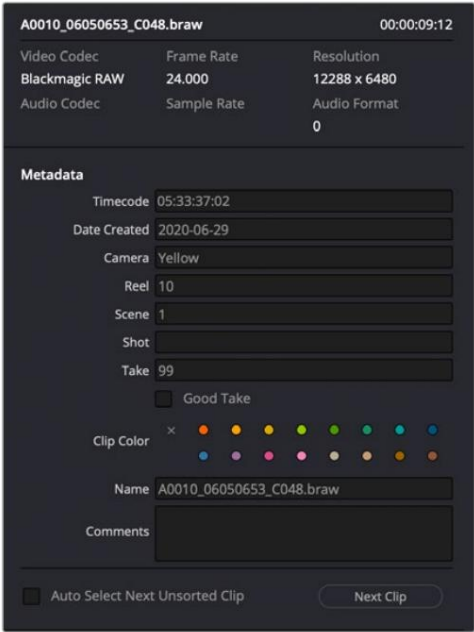 A0010_06050653_C048.braw 00:00:09:12
Video Codec Frame Rate Resolution
Blackmagic RAW 24.000 12288 x 6480
Audio Codec Sample Rate Audio Format
0
Metadata
Timecode 05:33:37:02
Date Created 2020-06-29
Camera Yellow
Reel 10
Scene 1
Shot
Take 99
Good Take
Clip Color ×
Name A0010_06050653_C048.braw
Comments
Auto Select Next Unsorted Clip Next Clip